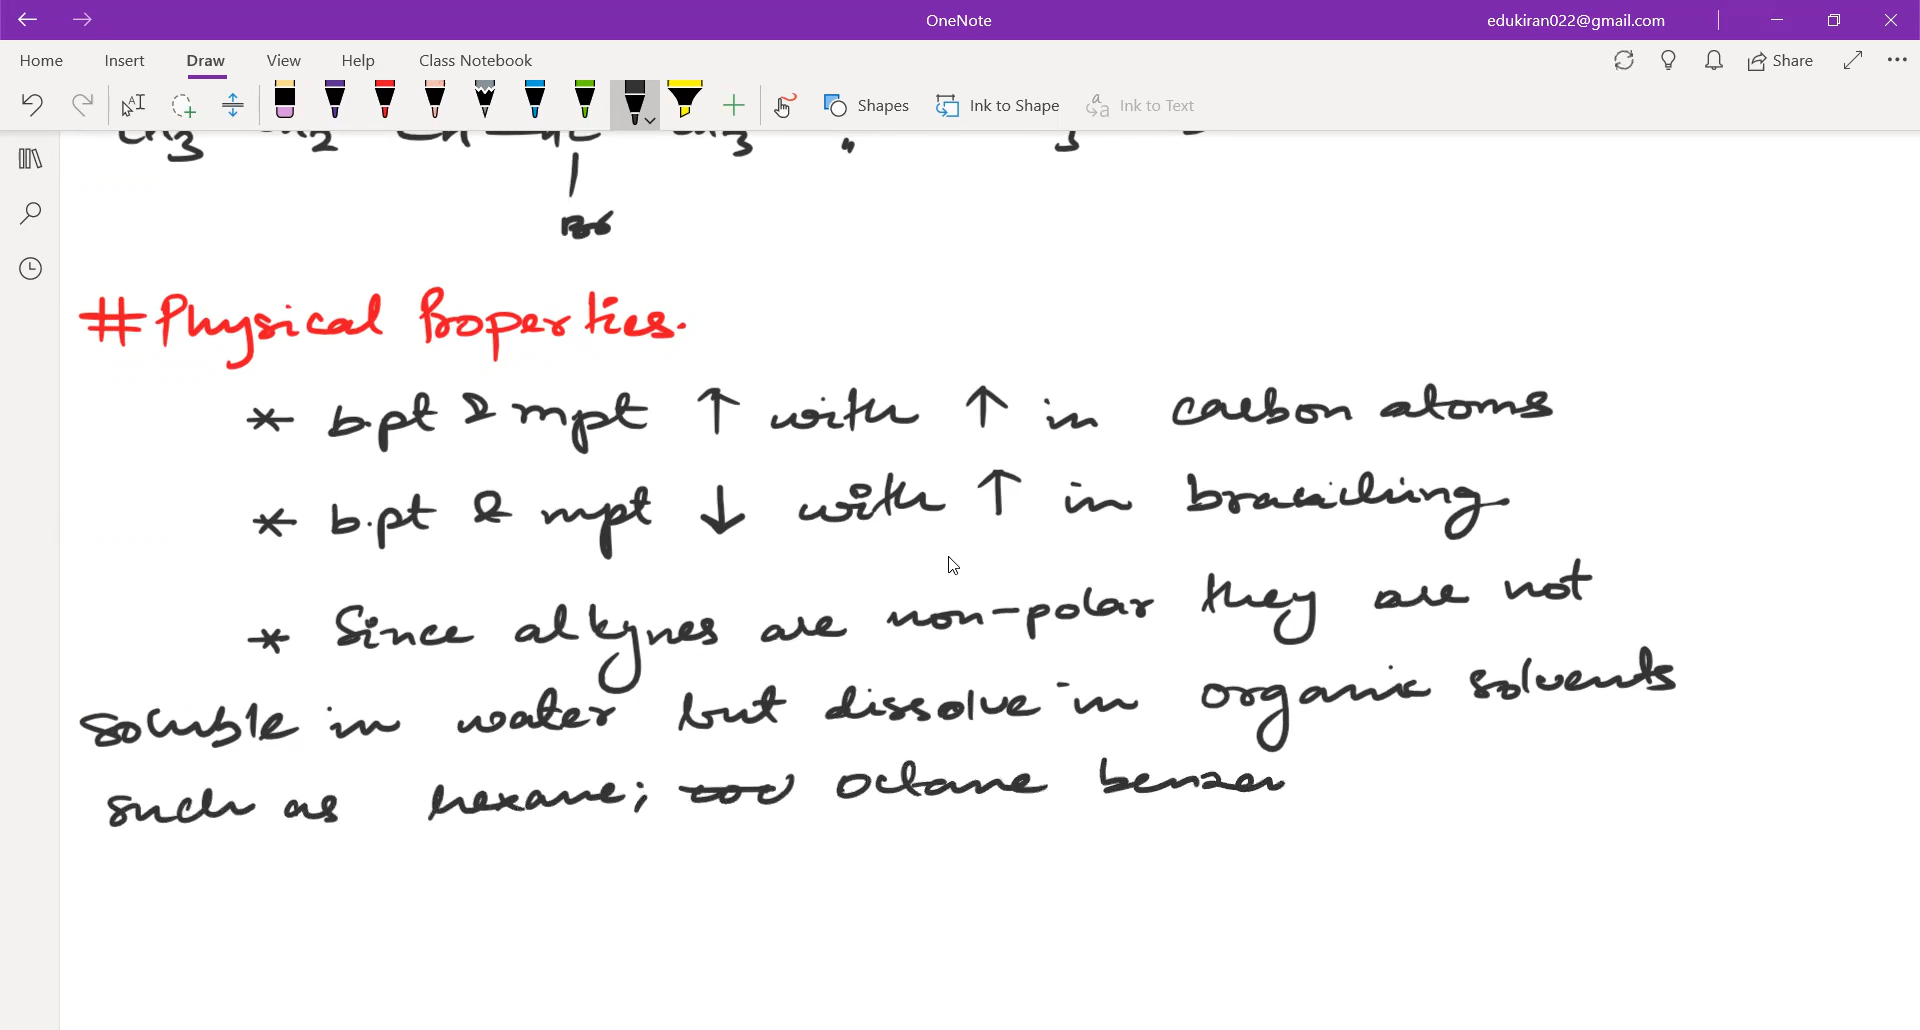 OneNote
edukiran022@gmail.com
Home Insert Draw View Help Class Notebook
Share
Shapes Ink to Shape Ink to Text
Br
# Physical Properties.
* b.pt & mpt ↑ with ↑ in carbon atoms
* b.pt & mpt ↓ with ↑ in branching
* Since alkynes are non-polar they are not
soluble in water but dissolve in organic solvents
such as hexane; octane benzen